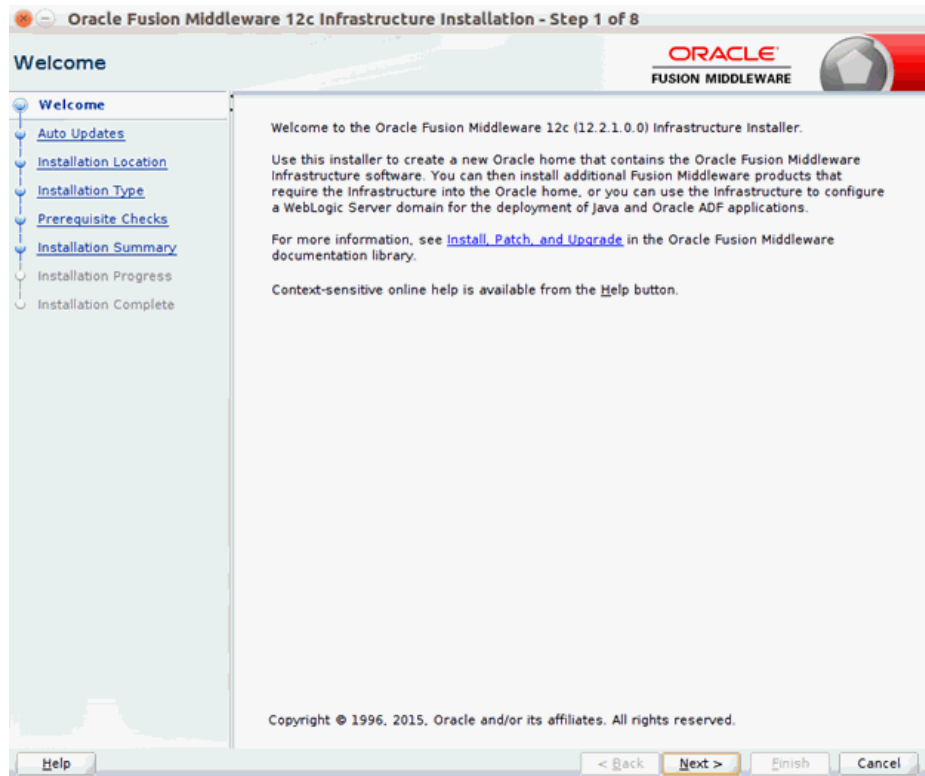 Oracle Fusion Middleware 12c Infrastructure Installation - Step 1 of 8
Welcome
ORACLE
FUSION MIDDLEWARE
Welcome
Auto Updates
Installation Location
Installation Type
Prerequisite Checks
Installation Summary
Installation Progress
Installation Complete
Welcome to the Oracle Fusion Middleware 12c (12.2.1.0.0) Infrastructure Installer.
Use this installer to create a new Oracle home that contains the Oracle Fusion Middleware
Infrastructure software. You can then install additional Fusion Middleware products that
require the Infrastructure into the Oracle home, or you can use the Infrastructure to configure
a WebLogic Server domain for the deployment of Java and Oracle ADF applications.
For more information, see Install, Patch, and Upgrade in the Oracle Fusion Middleware
documentation library.
Context-sensitive online help is available from the Help button.
Copyright © 1996, 2015, Oracle and/or its affiliates. All rights reserved.
Help
< Back
Next >
Finish
Cancel